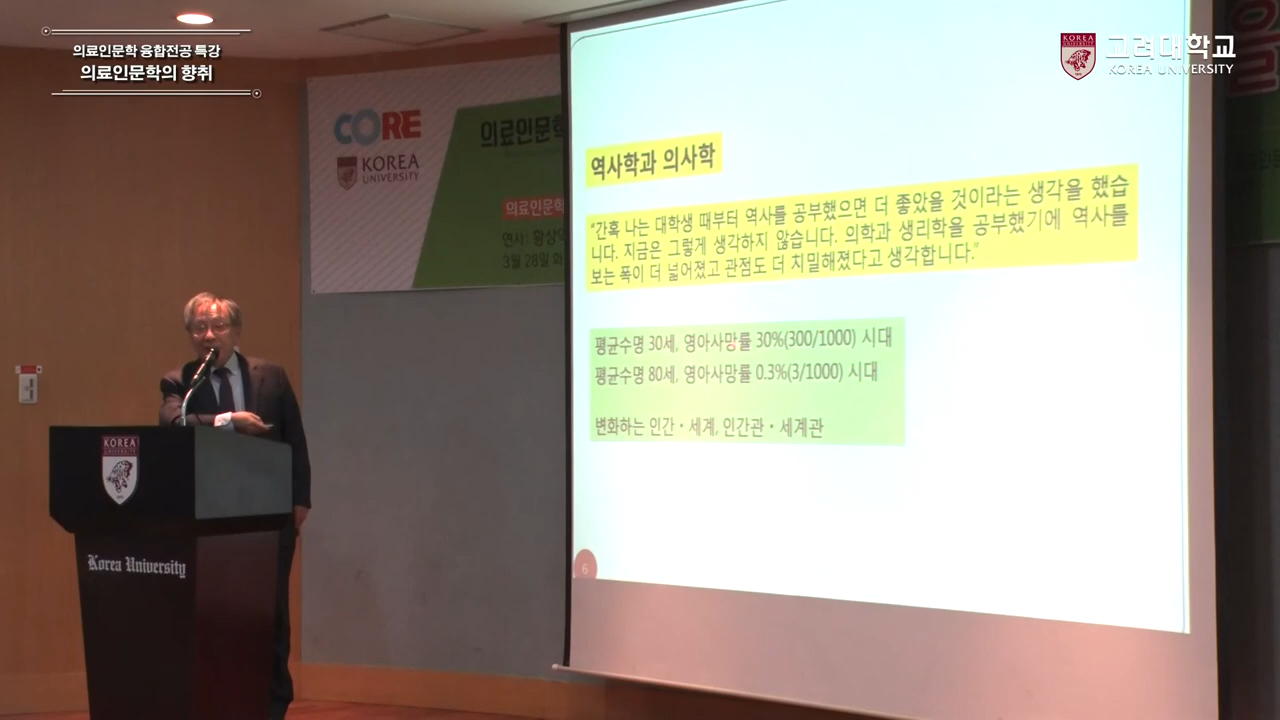 의료인문학 융합전공 특강
의료인문학의 향취
KOREA
고려대학교
KOREA UNIVERSITY
CORE
KOREA
UNIVERSITY
의료인문학
의료인문학
연사: 황상익
3월 28일
역사학과 의사학
“간혹 나는 대학생 때부터 역사를 공부했으면 더 좋았을 것이라는 생각을 했습
니다. 지금은 그렇게 생각하지 않습니다. 의학과 생리학을 공부했기에 역사를
보는 폭이 더 넓어졌고 관점도 더 치밀해졌다고 생각합니다.”
평균수명 30세, 영아사망률 30%(300/1000) 시대
평균수명 80세, 영아사망률 0.3%(3/1000) 시대
변화하는 인간・세계, 인간관・세계관
6
KOREA
Korea University